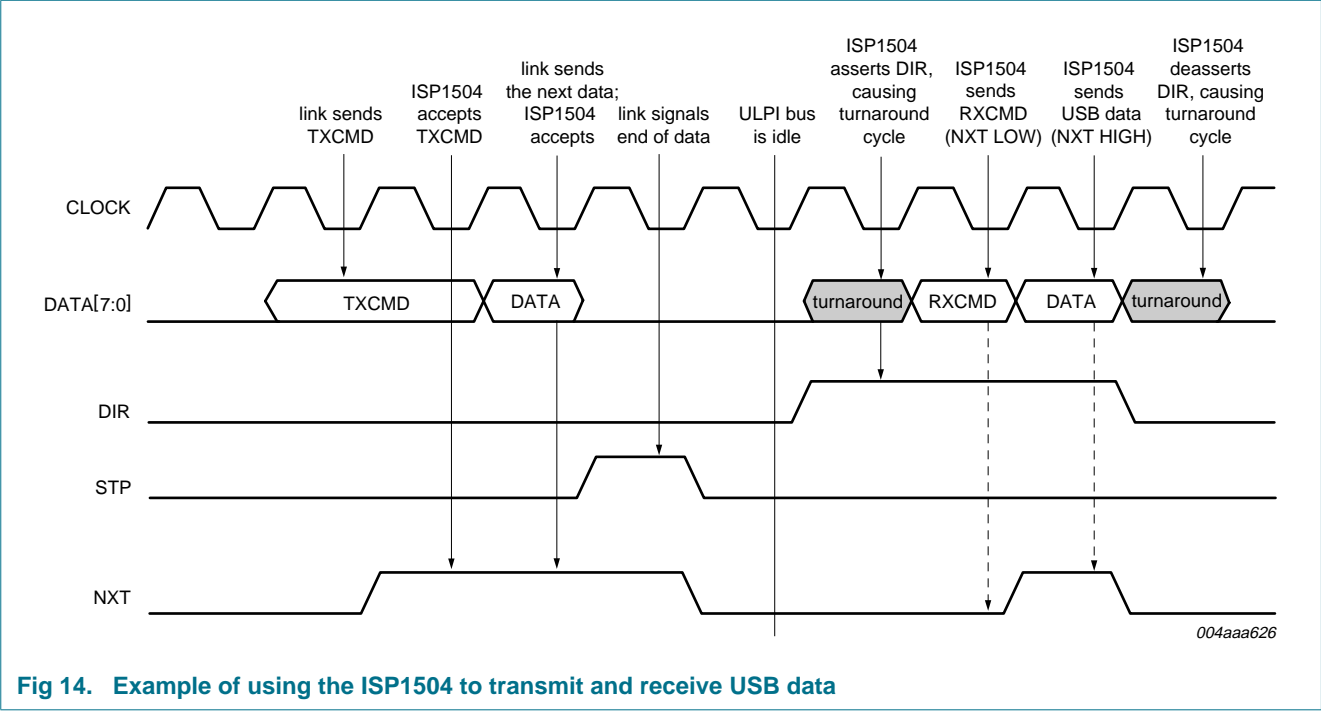 link sends
TXCMD
ISP1504
accepts
TXCMD
link sends
the next data;
ISP1504
accepts
link signals
end of data
ULPI bus
is idle
ISP1504
asserts DIR,
causing
turnaround
cycle
ISP1504
sends
RXCMD
(NXT LOW)
ISP1504
sends
USB data
(NXT HIGH)
ISP1504
deasserts
DIR, causing
turnaround
cycle
CLOCK
DATA[7:0]
TXCMD
DATA
turnaround
RXCMD
DATA
turnaround
DIR
STP
NXT
004aaa626
Fig 14. Example of using the ISP1504 to transmit and receive USB data